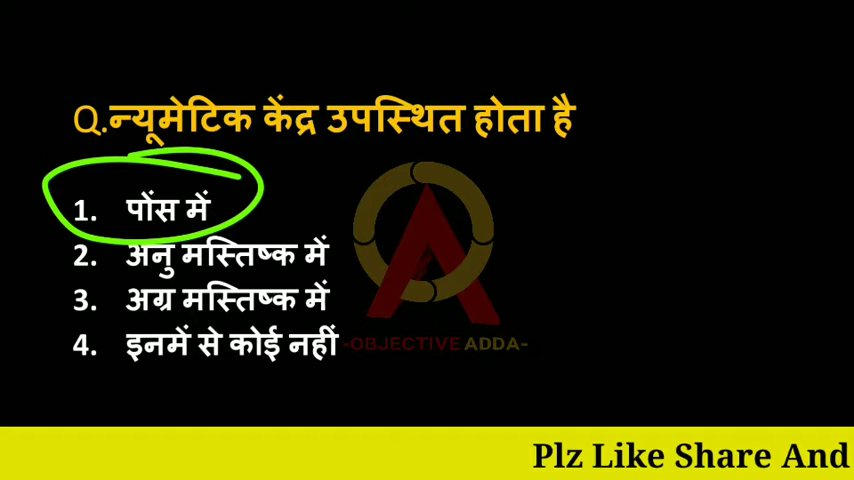 Q.न्यूमेटिक केंद्र उपस्थित होता है
1. पोंस में
2. अनु मस्तिष्क में
3. अग्र मस्तिष्क में
4. इनमें से कोई नहीं
-OBJECTIVE ADDA-
Plz Like Share And